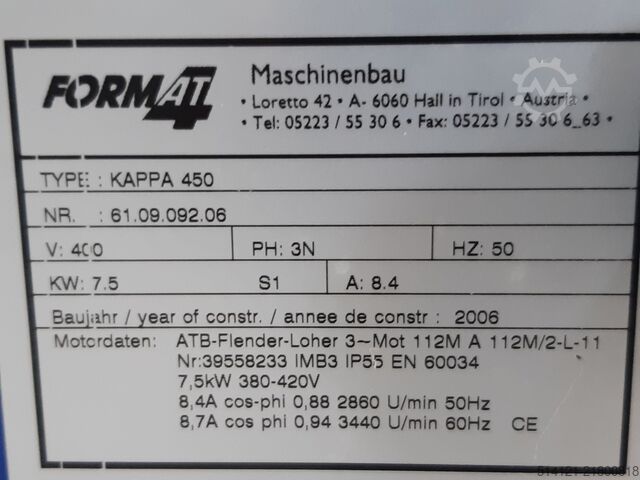 FORMAT4
Maschinenbau
• Loretto 42 • A- 6060 Hall in Tirol • Austria •
• Tel: 05223 / 55 30 6 • Fax: 05223 / 55 30 6_63 •
TYPE : KAPPA 450
NR. : 61.09.092.06
V: 400 PH: 3N HZ: 50
KW: 7.5 S1 A: 8.4
Baujahr / year of constr. / annee de constr : 2006
Motordaten: ATB-Flender-Loher 3~Mot 112M A 112M/2-L-11
Nr:39558233 IMB3 IP55 EN 60034
7,5kW 380-420V
8,4A cos-phi 0,88 2860 U/min 50Hz
8,7A cos phi 0,94 3440 U/min 60Hz CE